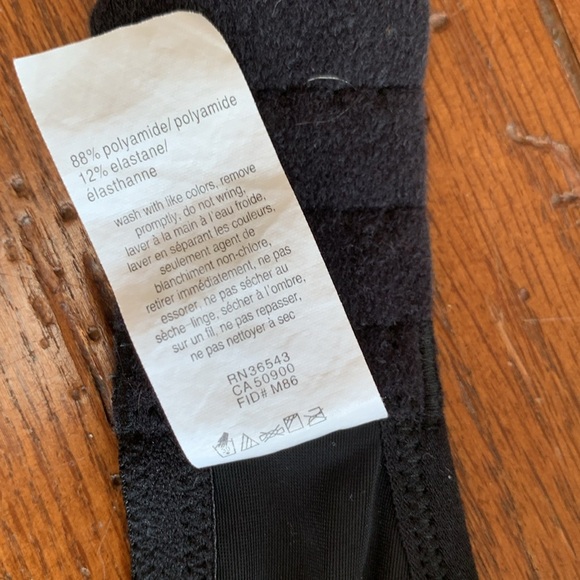 88% polyamide/ polyamide
12% elastane/
élasthanne
wash with like colors, remove
promptly, do not wring,
laver à la main à l'eau froide,
laver en séparant les couleurs,
seulement agent de
blanchiment non-chlore,
retirer immédiatement, ne pas
essorer, ne pas sécher au
sèche-linge, sécher à l'ombre,
sur un fil, ne pas repasser,
ne pas nettoyer à sec
RN36543
CA50900
FID# M86